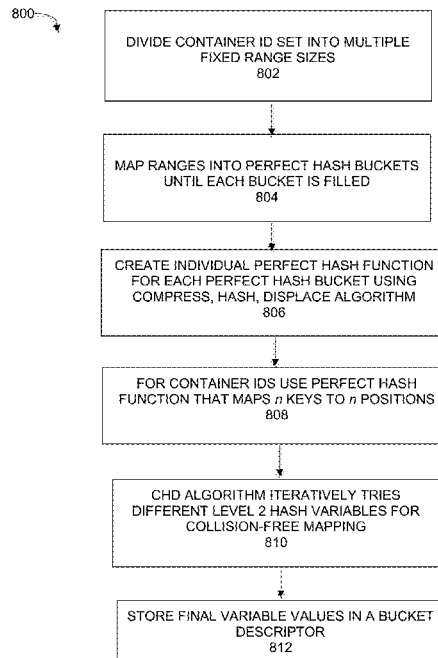 800
DIVIDE CONTAINER ID SET INTO MULTIPLE
FIXED RANGE SIZES
802
MAP RANGES INTO PERFECT HASH BUCKETS
UNTIL EACH BUCKET IS FILLED
804
CREATE INDIVIDUAL PERFECT HASH FUNCTION
FOR EACH PERFECT HASH BUCKET USING
COMPRESS, HASH, DISPLACE ALGORITHM
806
FOR CONTAINER IDS USE PERFECT HASH
FUNCTION THAT MAPS n KEYS TO n POSITIONS
808
CHD ALGORITHM ITERATIVELY TRIES
DIFFERENT LEVEL 2 HASH VARIABLES FOR
COLLISION-FREE MAPPING
810
STORE FINAL VARIABLE VALUES IN A BUCKET
DESCRIPTOR
812